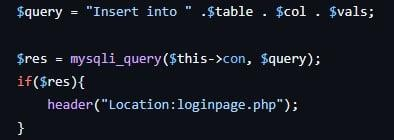 $query = "Insert into " .$table . $col . $vals;
$res = mysqli_query($this->con, $query);
if($res){
header("Location:loginpage.php");
}